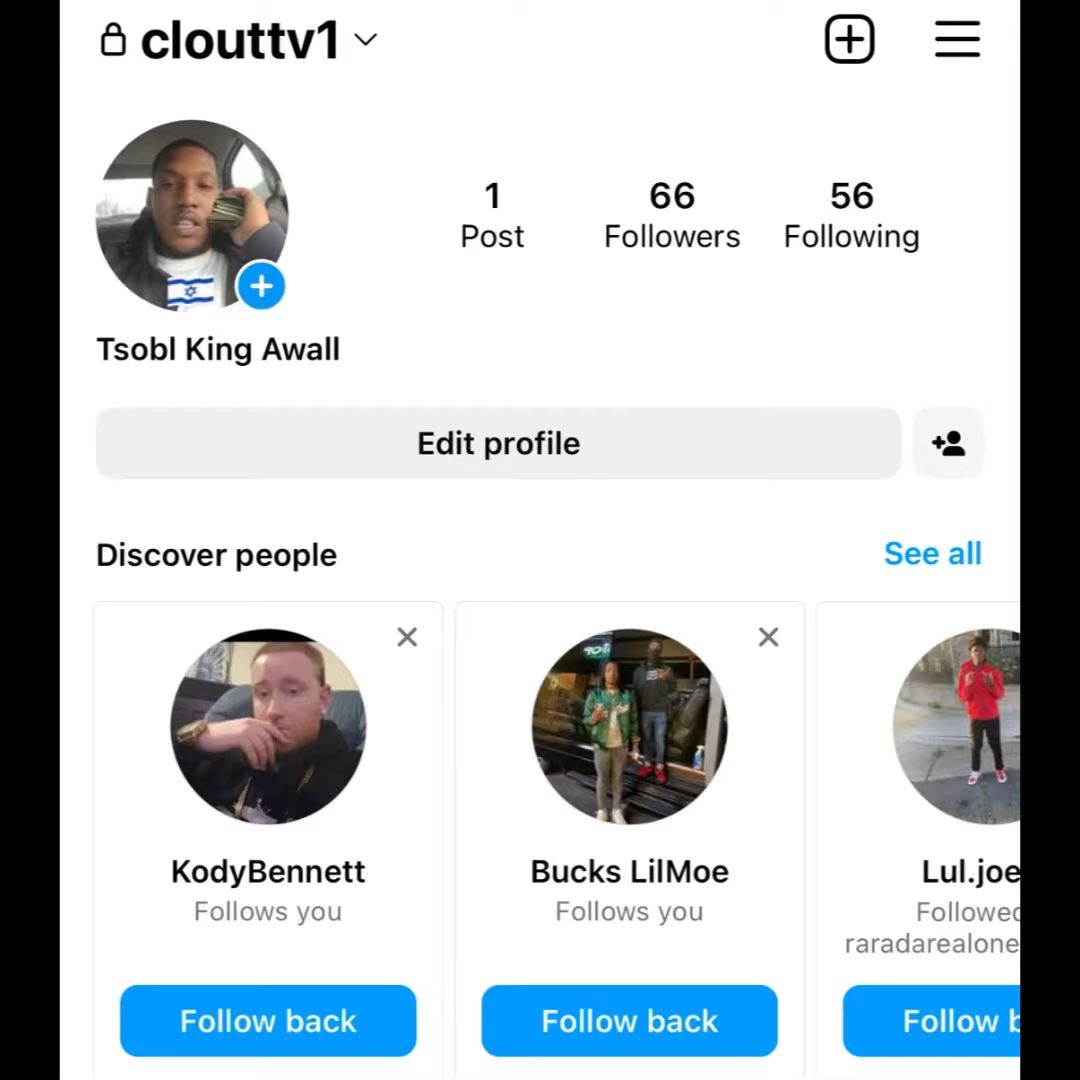 clouttv1
1
Post
66
Followers
56
Following
Tsobl King Awall
Edit profile
Discover people
See all
KodyBennett
Follows you
Follow back
Bucks LilMoe
Follows you
Follow back
Lul.joe
Followed
raradarealone
Follow b